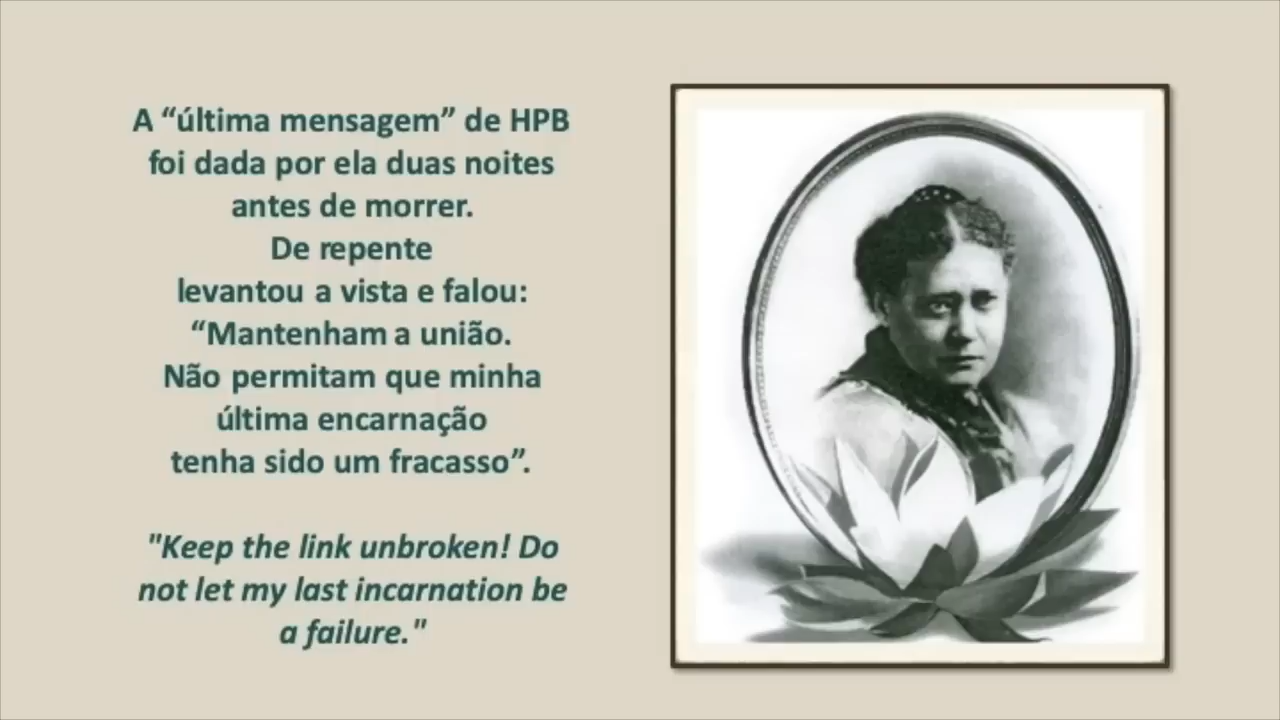 A “última mensagem” de HPB
foi dada por ela duas noites
antes de morrer.
De repente
levantou a vista e falou:
“Mantenham a união.
Não permitam que minha
última encarnação
tenha sido um fracasso”.
"Keep the link unbroken! Do
not let my last incarnation be
a failure."